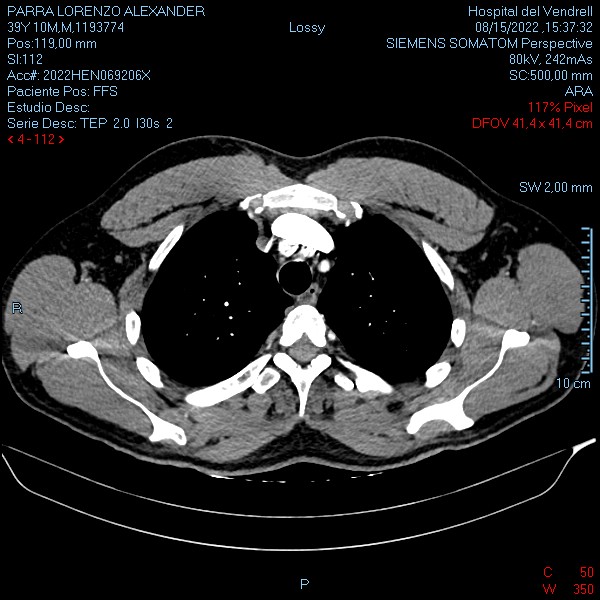 PARRA LORENZO ALEXANDER
39Y 10M,M,1193774
Pos:119,00 mm
SI:112
Acc#: 2022HEN069206X
Paciente Pos: FFS
Estudio Desc:
Serie Desc: TEP 2.0 I30s 2
< 4 - 112 >
Lossy
Hospital del Vendrell
08/15/2022 ,15:37:32
SIEMENS SOMATOM Perspective
80kV, 242mAs
SC:500,00 mm
ARA
117% Pixel
DFOV 41,4 x 41,4 cm
SW 2,00 mm
R
10 cm
P
C 50
W 350